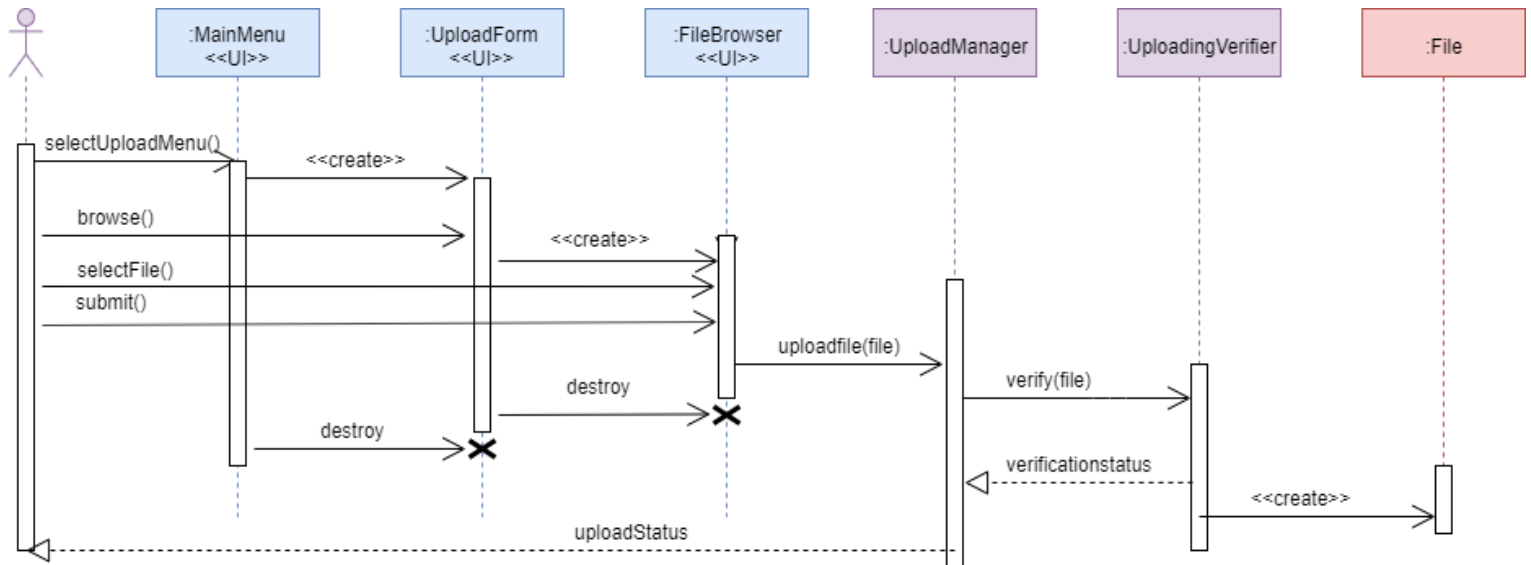 :MainMenu
<<UI>>
:UploadForm
<<UI>>
:FileBrowser
<<UI>>
:UploadManager
:UploadingVerifier
:File
selectUploadMenu()
<<create>>
browse()
<<create>>
selectFile()
submit()
uploadfile(file)
verify(file)
destroy
destroy
verificationstatus
<<create>>
uploadStatus